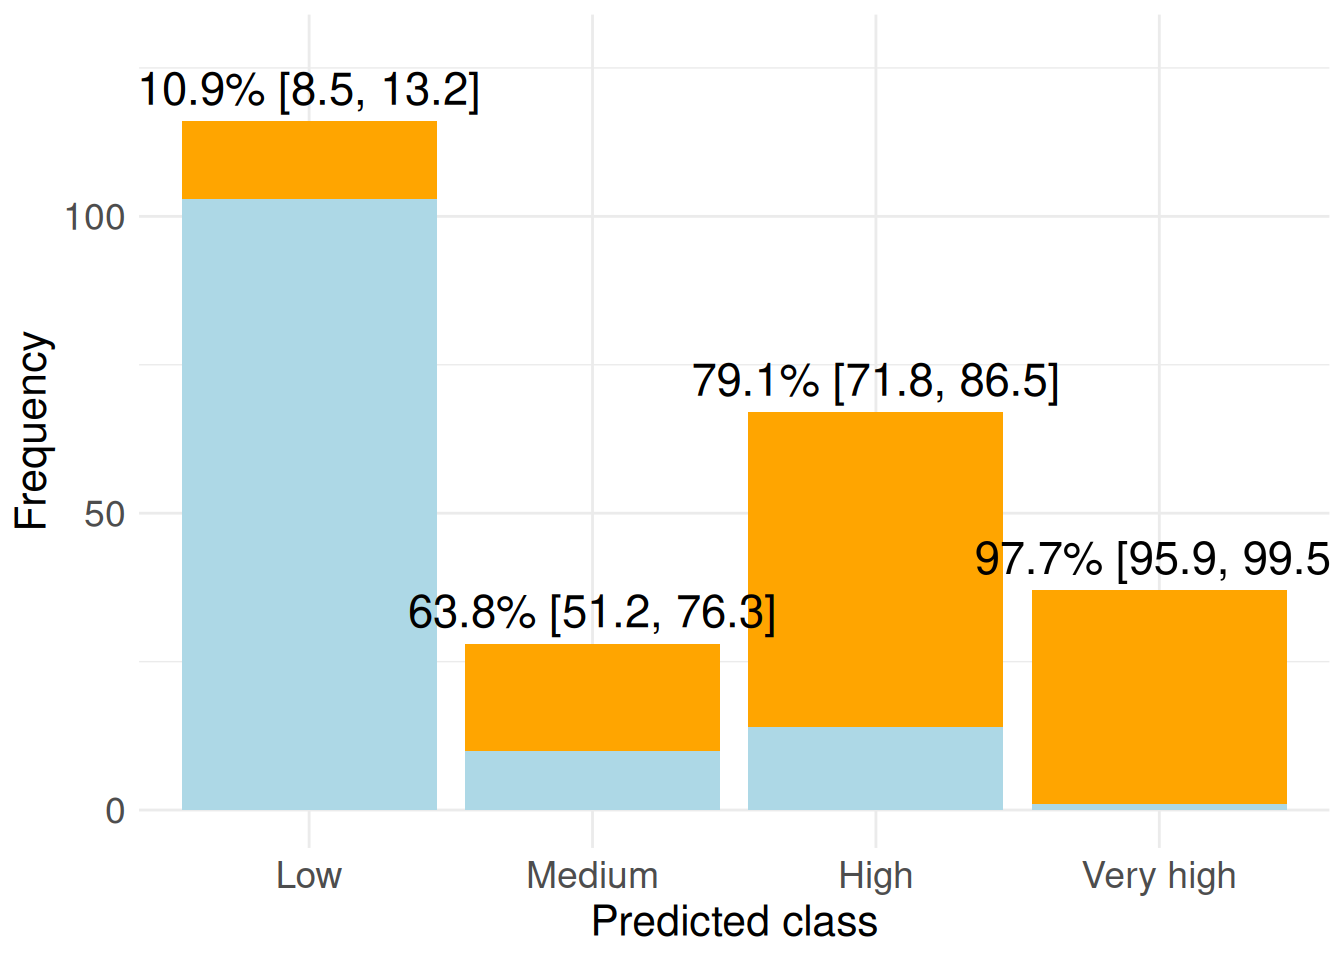 10.9% [8.5, 13.2]
79.1% [71.8, 86.5]
97.7% [95.9, 99.5
63.8% [51.2, 76.3]
100
50
0
Frequency
Low
Medium
High
Very high
Predicted class